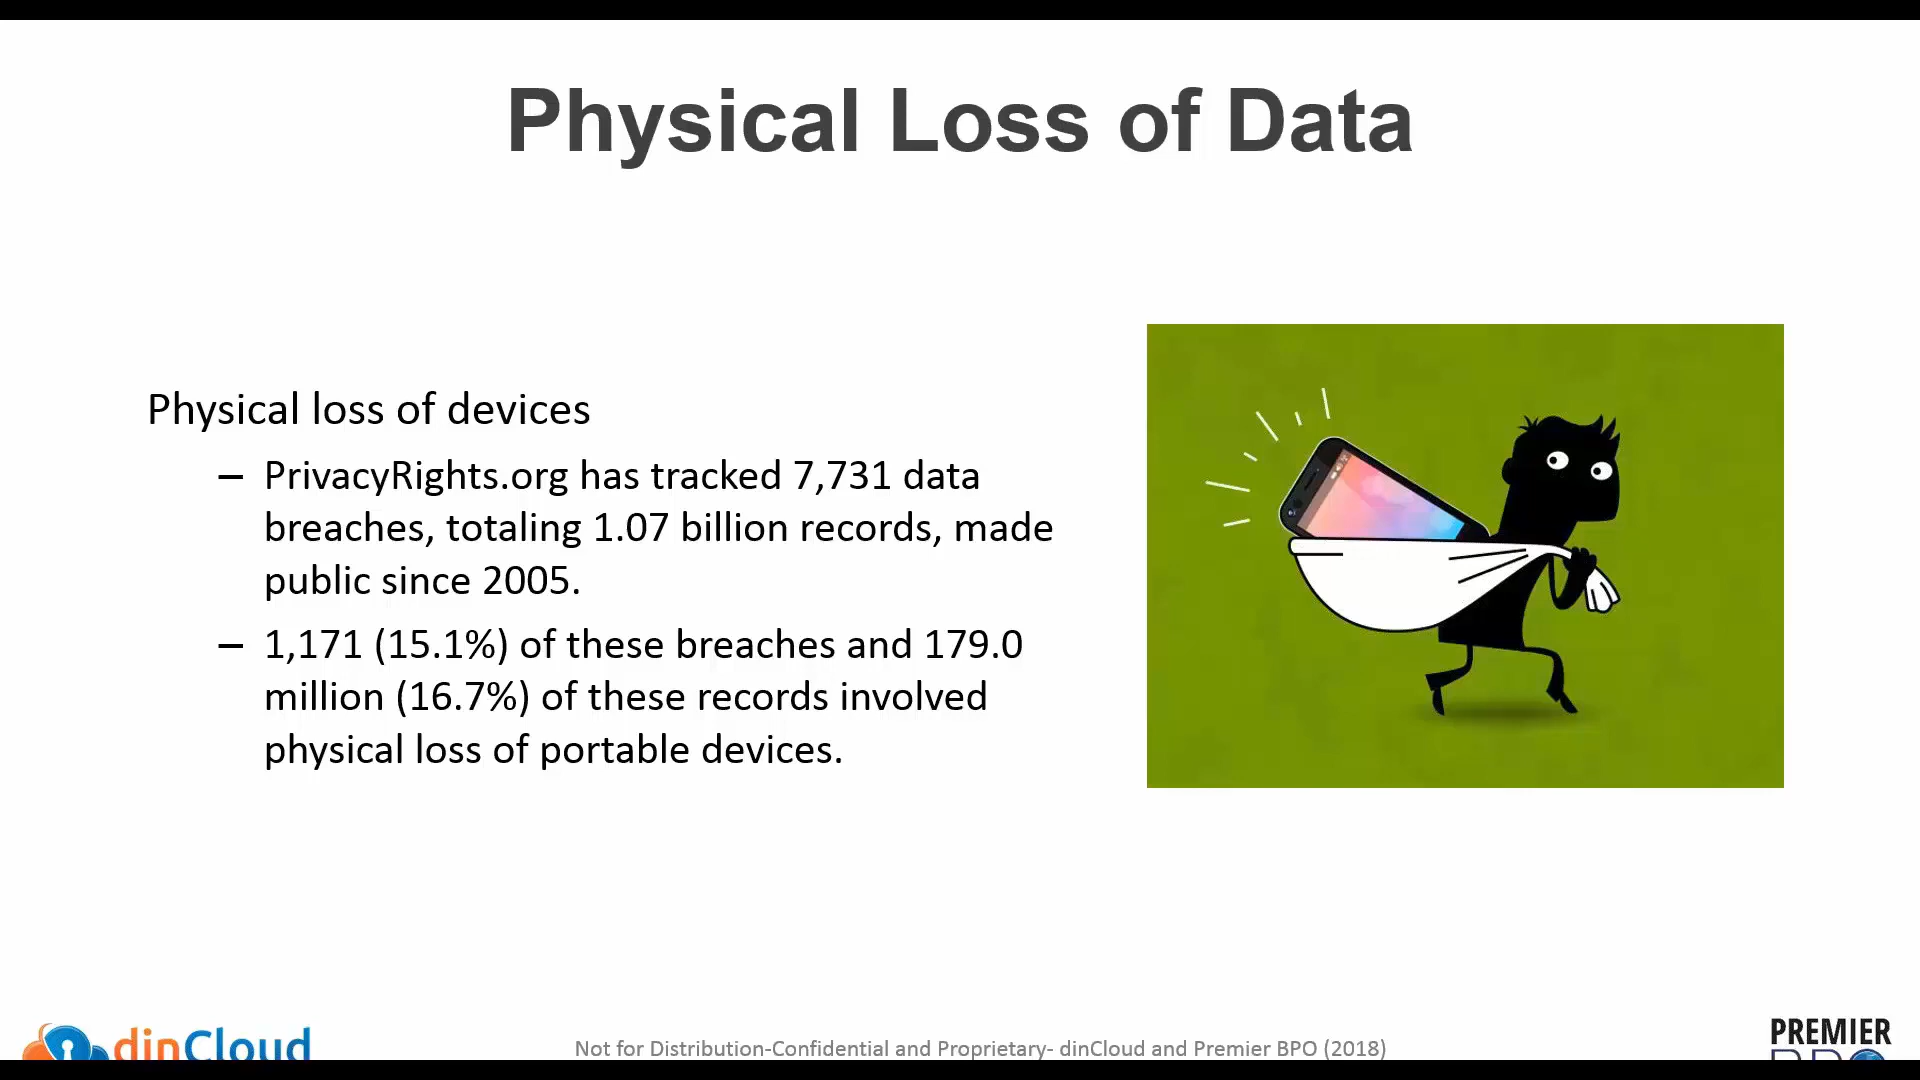 Physical Loss of Data
Physical loss of devices
– PrivacyRights.org has tracked 7,731 data
breaches, totaling 1.07 billion records, made
public since 2005.
– 1,171 (15.1%) of these breaches and 179.0
million (16.7%) of these records involved
physical loss of portable devices.
dinCloud
Not for Distribution-Confidential and Proprietary- dinCloud and Premier BPO (2018)
PREMIER
BPO